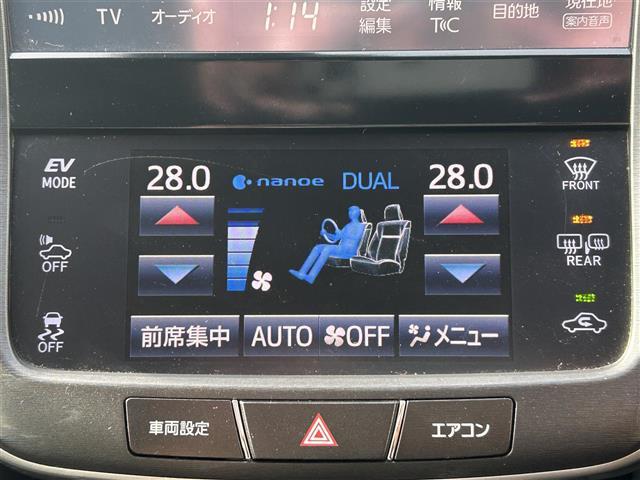 TV オーディオ 1:14 設定 編集 情報 T℃ 目的地 現在地 案内音声
EV MODE
28.0 nanoe DUAL 28.0
FRONT
OFF
REAR
OFF
前席集中 AUTO OFF メニュー
車両設定 エアコン